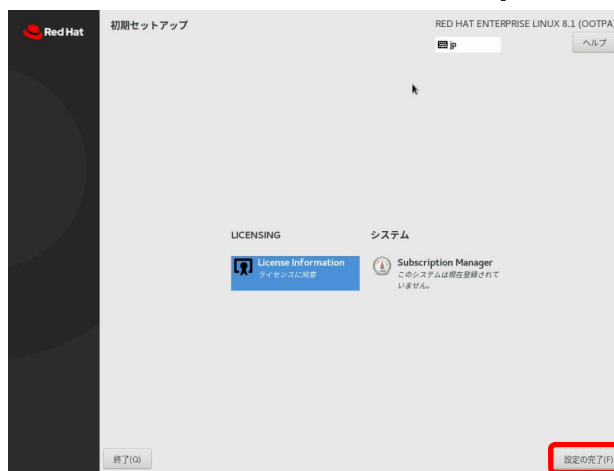 Red Hat
初期セットアップ
RED HAT ENTERPRISE LINUX 8.1 (OOTPA)
jp
ヘルプ
LICENSING
システム
License Information
ライセンスに同意
Subscription Manager
このシステムは現在登録されて
いません。
終了(Q)
設定の完了(F)